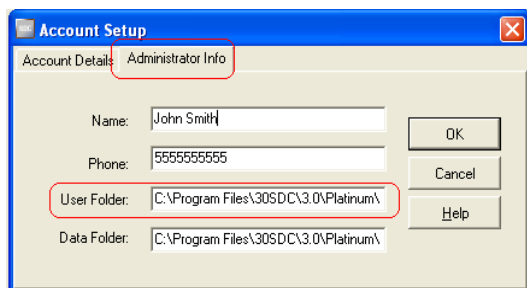 Account Setup
Account Details Administrator Info
Name: John Smith
Phone: 5555555555
User Folder: C:\Program Files\30SDC\3.0\Platinum\
Data Folder: C:\Program Files\30SDC\3.0\Platinum\
OK
Cancel
Help